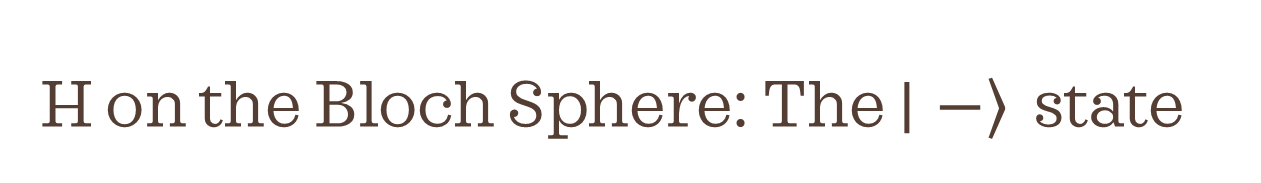 H on the Bloch Sphere: The | −⟩ state